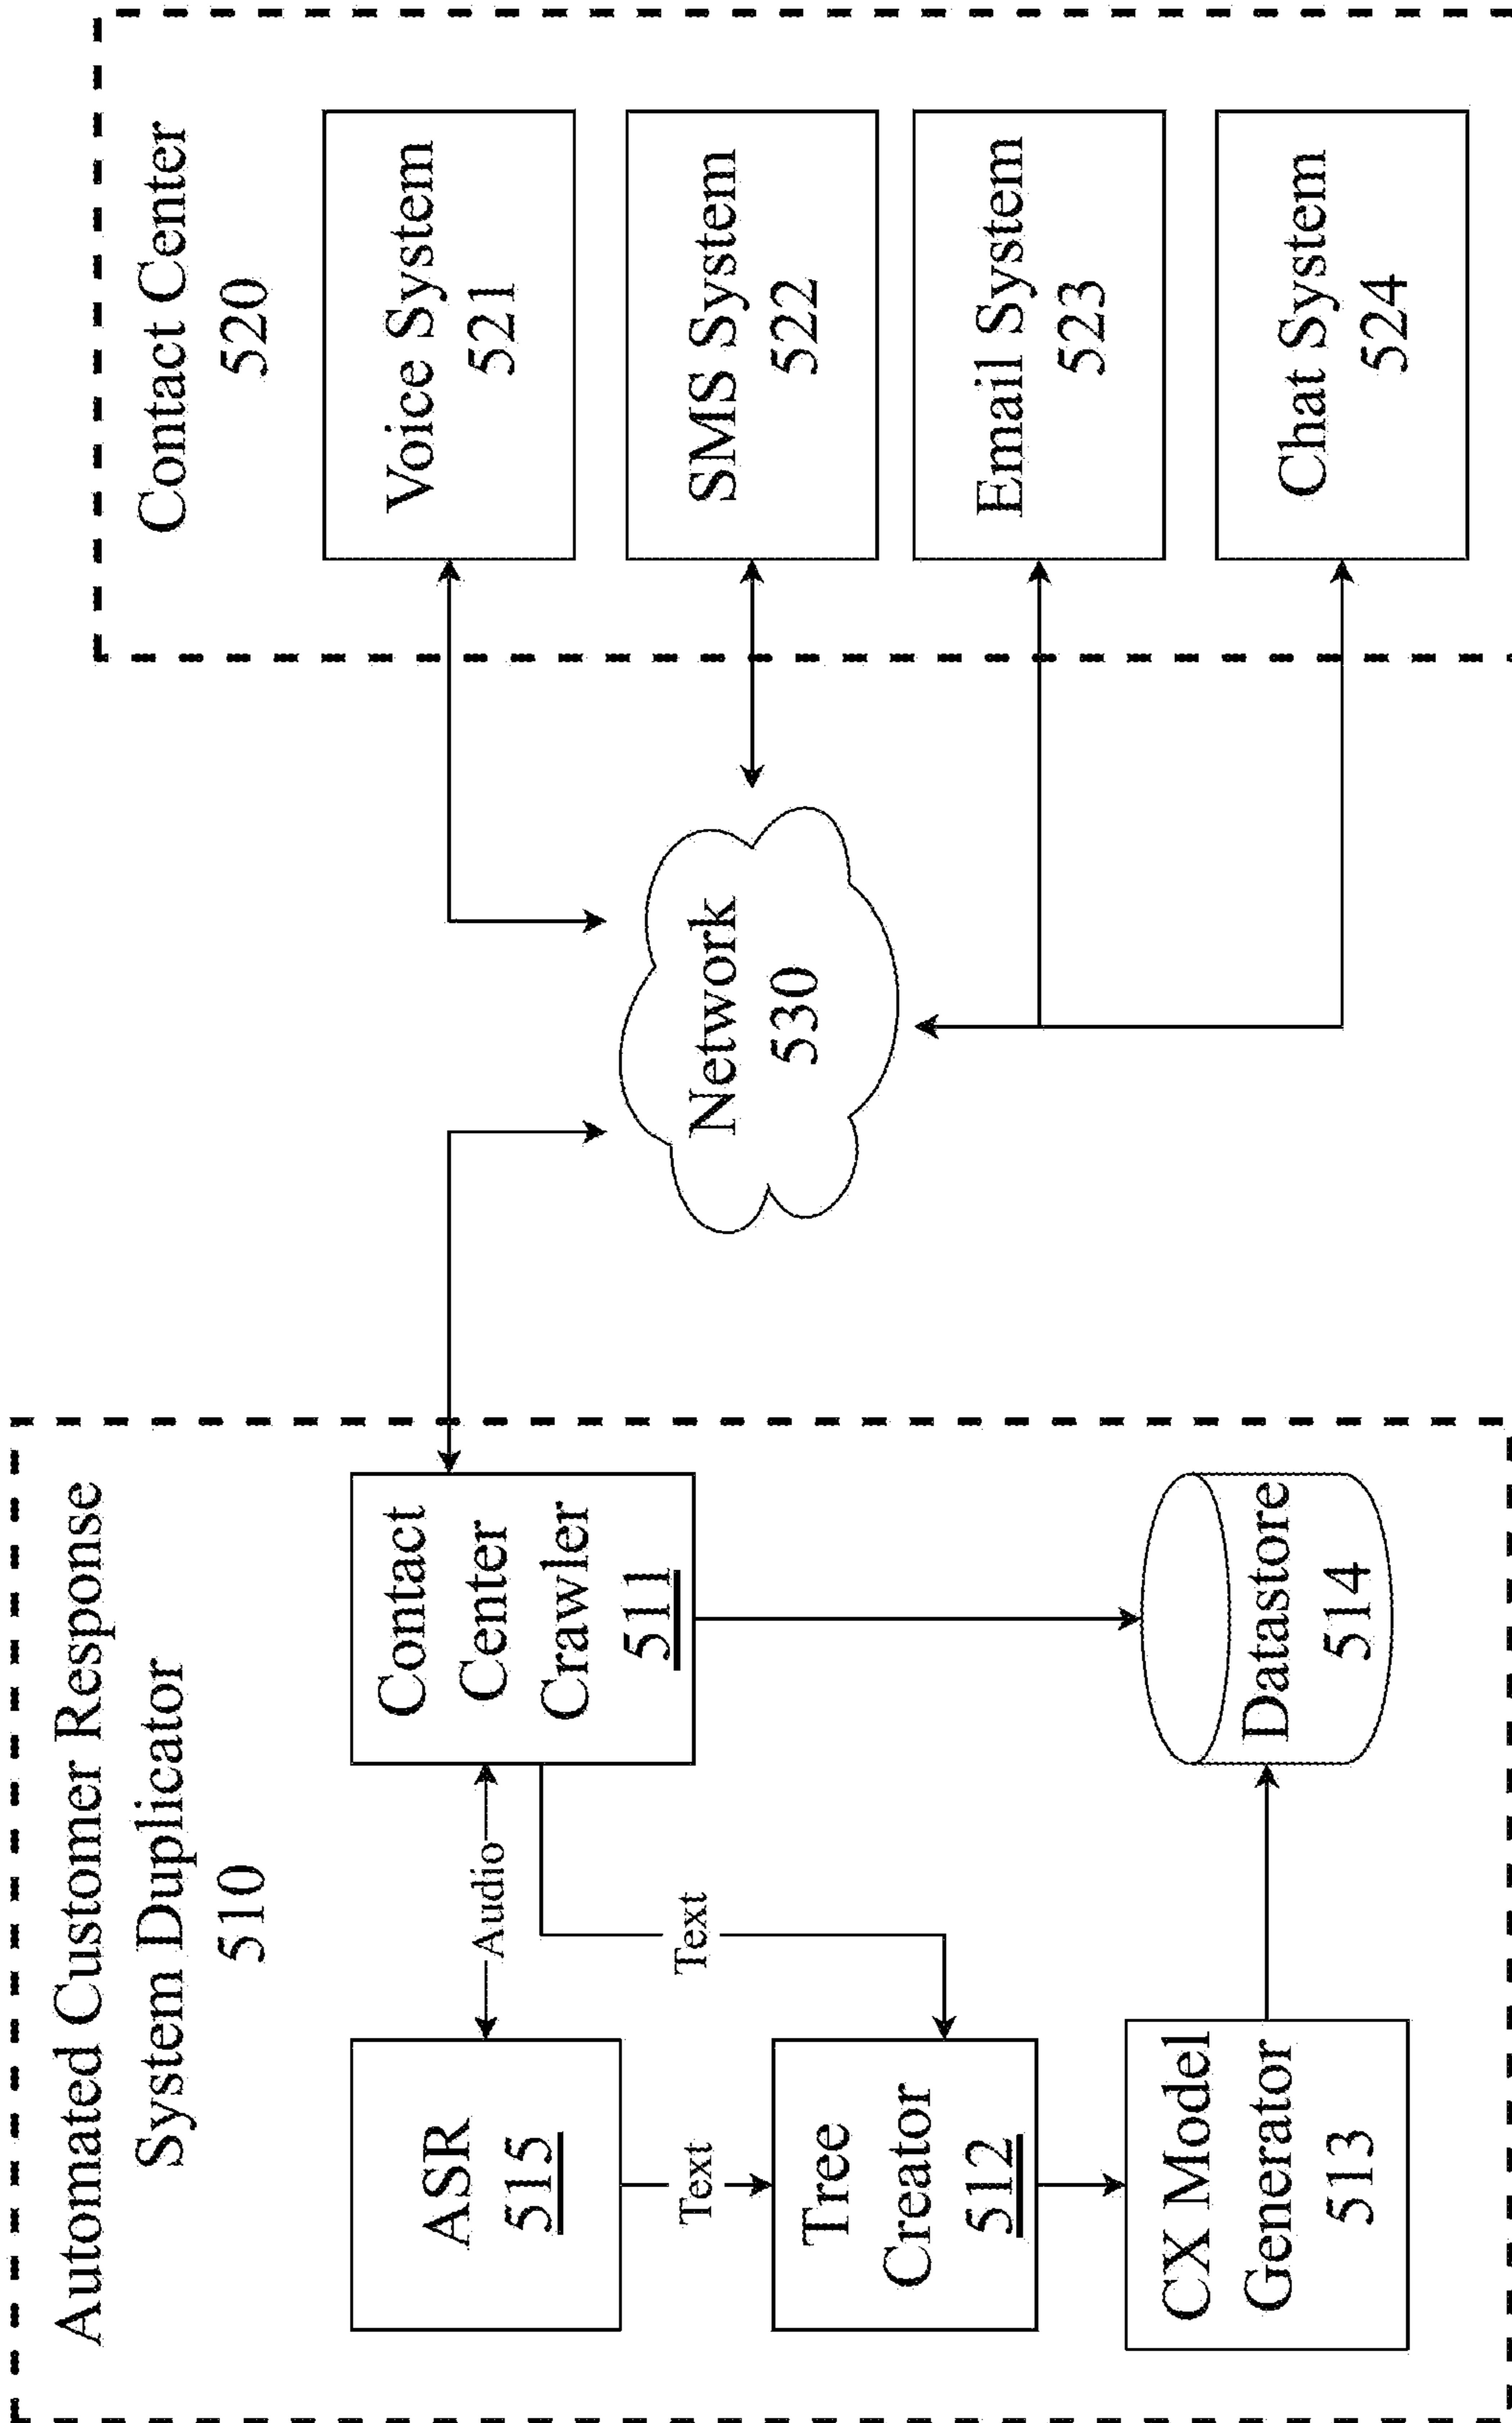 Automated Customer Response
System Duplicator
510
ASR
515
Audio
Contact
Center
Crawler
511
Text
Text
Tree
Creator
512
CX Model
Generator
513
Datastore
514
Network
530
Contact Center
520
Voice System
521
SMS System
522
Email System
523
Chat System
524